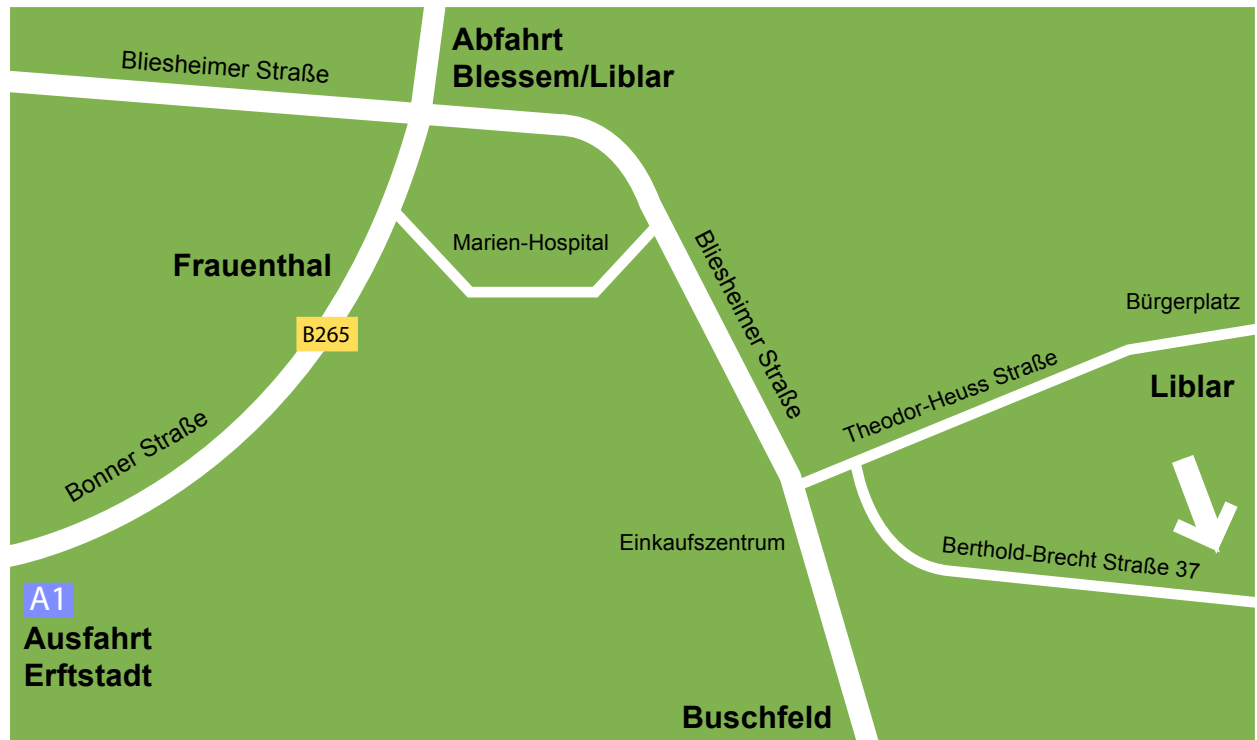 Abfahrt
Blessem/Liblar
Bliesheimer Straße
Marien-Hospital
Frauenthal
Bliesheimer Straße
Bürgerplatz
B265
Theodor-Heuss Straße
Liblar
Bonner Straße
Einkaufszentrum
Berthold-Brecht Straße 37
A1
Ausfahrt
Erftstadt
Buschfeld